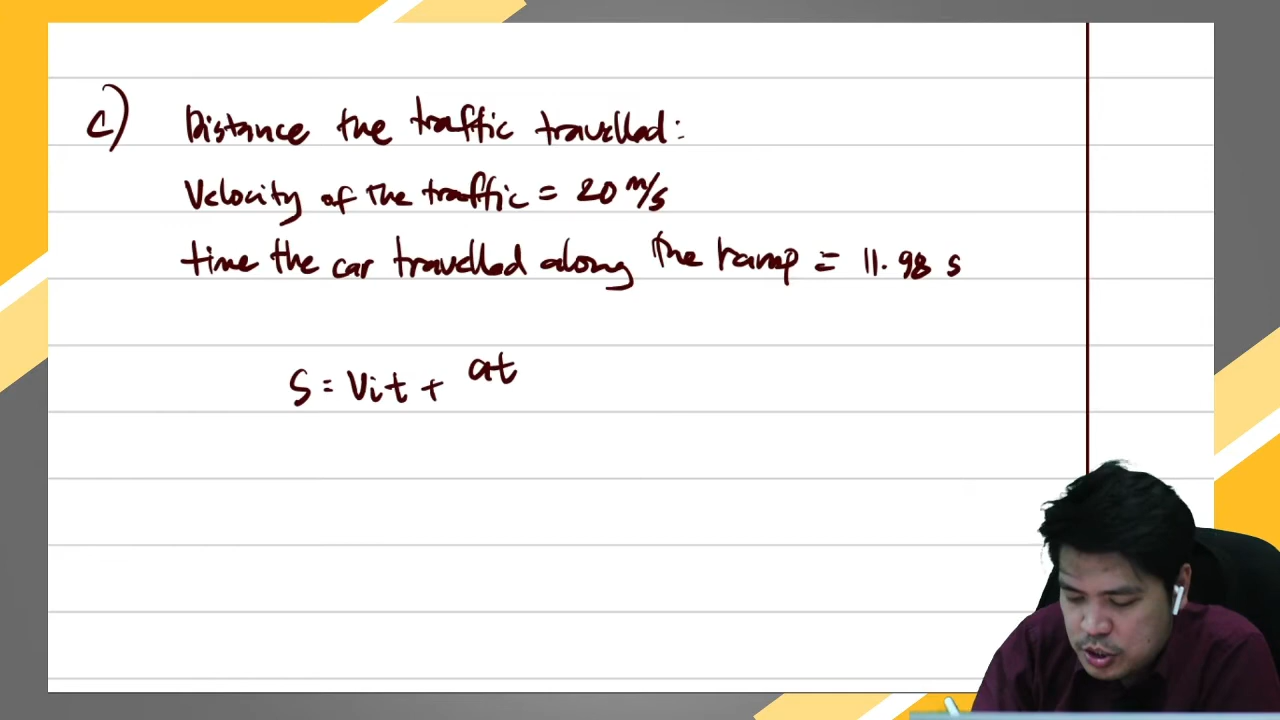 c) Distance the traffic travelled:
Velocity of the traffic = 20 m/s
time the car travelled along the ramp = 11.98 s
S = Vit + at